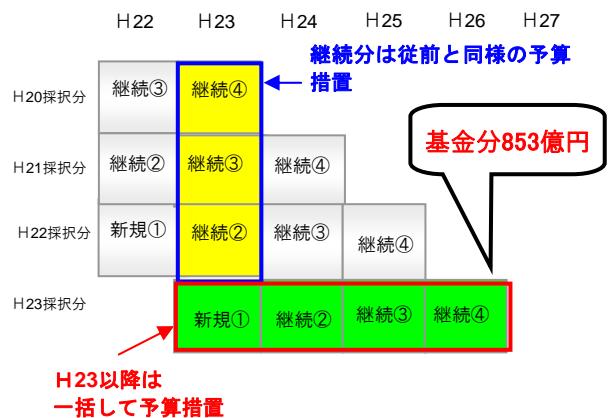 H22 H23 H24 H25 H26 H27
継続分は従前と同様の予算
措置
H20採択分 継続③ 継続④
基金分853億円
H21採択分 継続② 継続③ 継続④
H22採択分 新規① 継続② 継続③ 継続④
H23採択分 新規① 継続② 継続③ 継続④
H23以降は
一括して予算措置